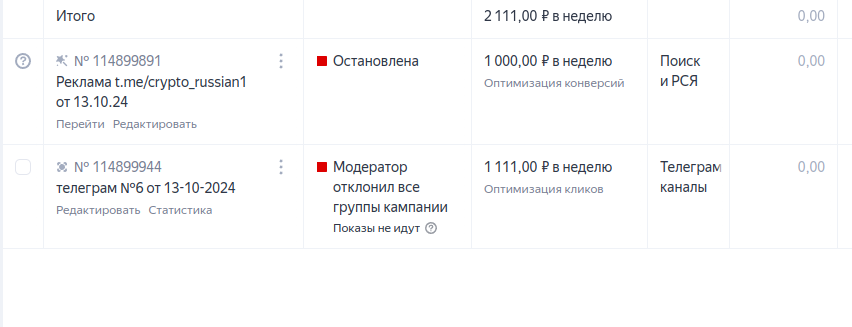 Итого 2 111,00 ₽ в неделю 0,00
№ 114899891 Остановлена 1 000,00 ₽ в неделю Поиск 0,00
Реклама t.me/crypto_russian1 Оптимизация конверсий и РСЯ
от 13.10.24
Перейти Редактировать
№ 114899944 Модератор 1 111,00 ₽ в неделю Телеграм 0,00
телеграм №6 от 13-10-2024 отклонил все Оптимизация кликов каналы
Редактировать Статистика группы кампании
Показы не идут